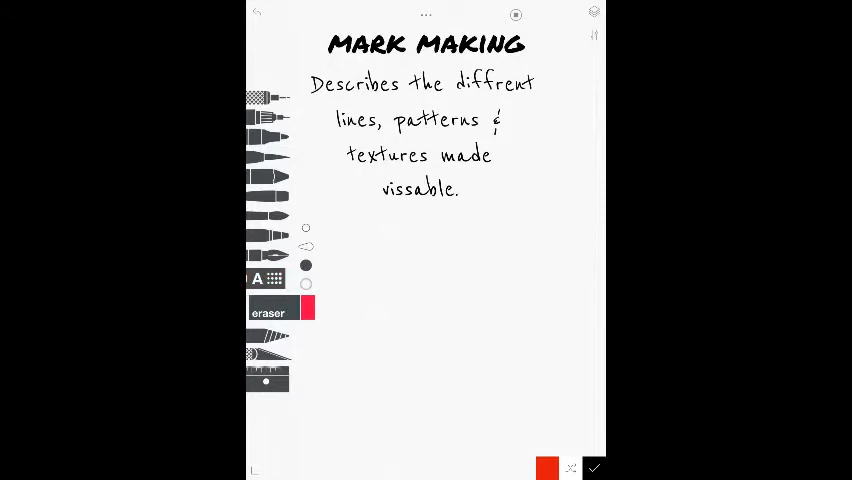 MARK MAKING
Describes the diffrent
lines, patterns &
textures made
vissable.
A
eraser